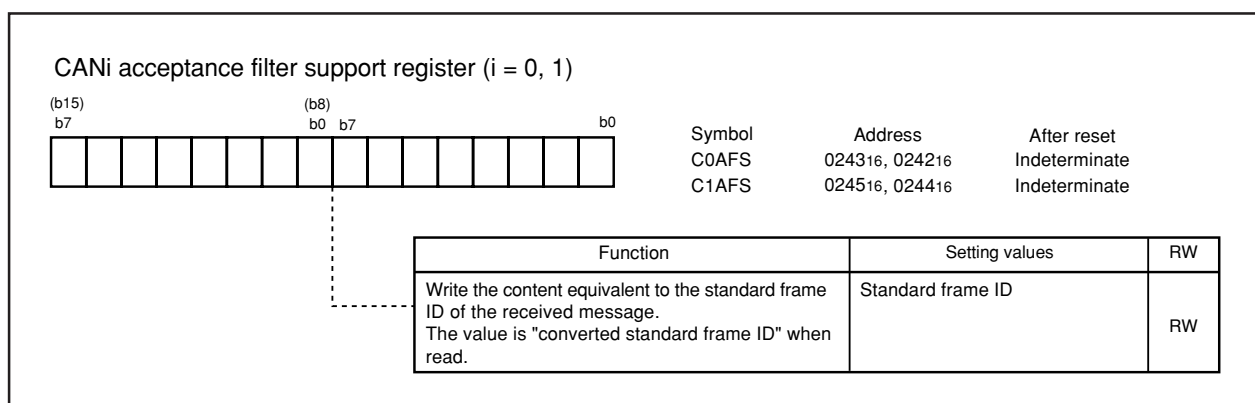 CANi acceptance filter support register (i = 0, 1)
(b15) (b8)
b7 b0 b7 b0
Symbol Address After reset
C0AFS 024316, 024216 Indeterminate
C1AFS 024516, 024416 Indeterminate
Function Setting values RW
Write the content equivalent to the standard frame Standard frame ID
ID of the received message.
RW
The value is "converted standard frame ID" when
read.